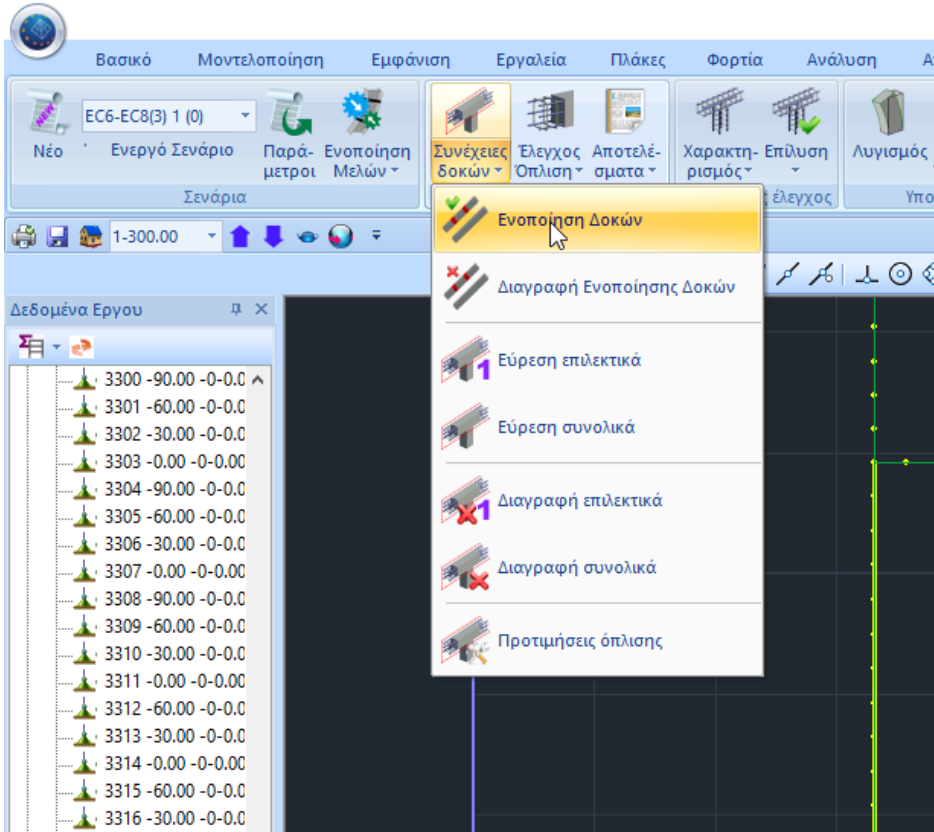 Βασικό Μοντελοποίηση Εμφάνιση Εργαλεία Πλάκες Φορτία Ανάλυση
EC6-EC8(3) 1 (0)
Νέο Ενεργό Σενάριο Παρά- μετροι Ενοποίηση Μελών Συνέχειες δοκών Έλεγχος Όπλιση Αποτελέ- σματα Χαρακτη- ρισμός Επίλυση Λυγισμός
Σενάρια έλεγχος Υπο
1-300.00
Ενοποίηση Δοκών
Διαγραφή Ενοποίησης Δοκών
Εύρεση επιλεκτικά
Εύρεση συνολικά
Διαγραφή επιλεκτικά
Διαγραφή συνολικά
Προτιμήσεις όπλισης
Δεδομένα Εργου
3300 -90.00 -0-0.0
3301 -60.00 -0-0.0
3302 -30.00 -0-0.0
3303 -0.00 -0-0.00
3304 -90.00 -0-0.0
3305 -60.00 -0-0.0
3306 -30.00 -0-0.0
3307 -0.00 -0-0.00
3308 -90.00 -0-0.0
3309 -60.00 -0-0.0
3310 -30.00 -0-0.0
3311 -0.00 -0-0.00
3312 -60.00 -0-0.0
3313 -30.00 -0-0.0
3314 -0.00 -0-0.00
3315 -60.00 -0-0.0
3316 -30.00 -0-0.0